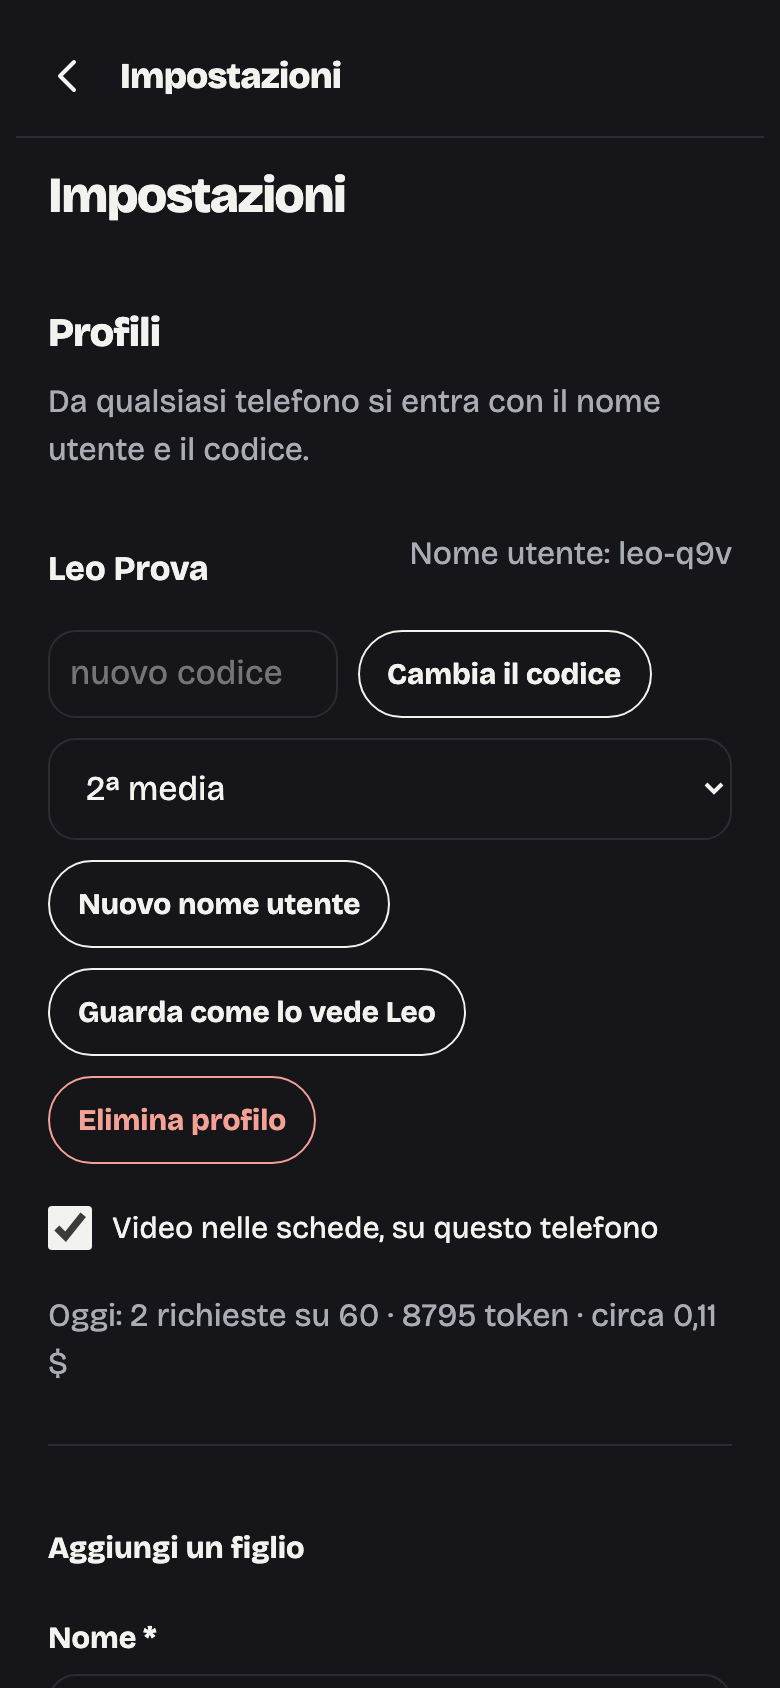 Impostazioni
Impostazioni
Profili
Da qualsiasi telefono si entra con il nome
utente e il codice.
Leo Prova
Nome utente: leo-q9v
nuovo codice
Cambia il codice
2ª media
Nuovo nome utente
Guarda come lo vede Leo
Elimina profilo
Video nelle schede, su questo telefono
Oggi: 2 richieste su 60 · 8795 token · circa 0,11
$
Aggiungi un figlio
Nome *